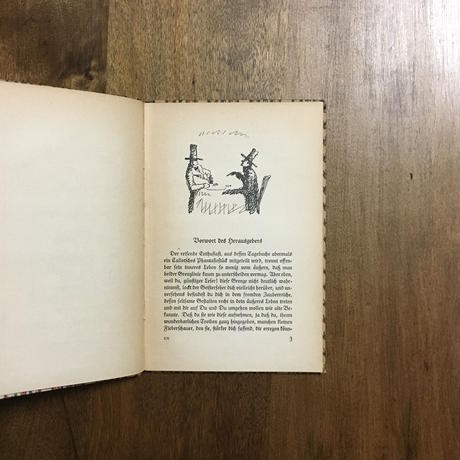 Vorwort des Herausgebers
Der reisende Enthusiast, aus dessen Tagebuche abermals
ein Callotsches Phantasiestück mitgeteilt wird, trennt offen-
bar sein inneres Leben so wenig vom äußern, daß man
beider Grenzlinie kaum zu unterscheiden vermag. Aber eben,
weil du, günstiger Leser! diese Grenze nicht deutlich wahr-
nimmst, lockt der Geisterseher dich vielleicht herüber, und un-
versehens befindest du dich in dem fremden Zauberreiche,
dessen seltsame Gestalten recht in dein äußeres Leben treten
und mit dir auf Du und Du umgehen wollen wie alte Be-
kannte. Daß du sie wie diese aufnehmen, ja daß du, ihrem
wunderbarlichen Treiben ganz hingegeben, manchen kleinen
Fieberschauer, den sie, stärker dich fassend, dir erregen könn-
3